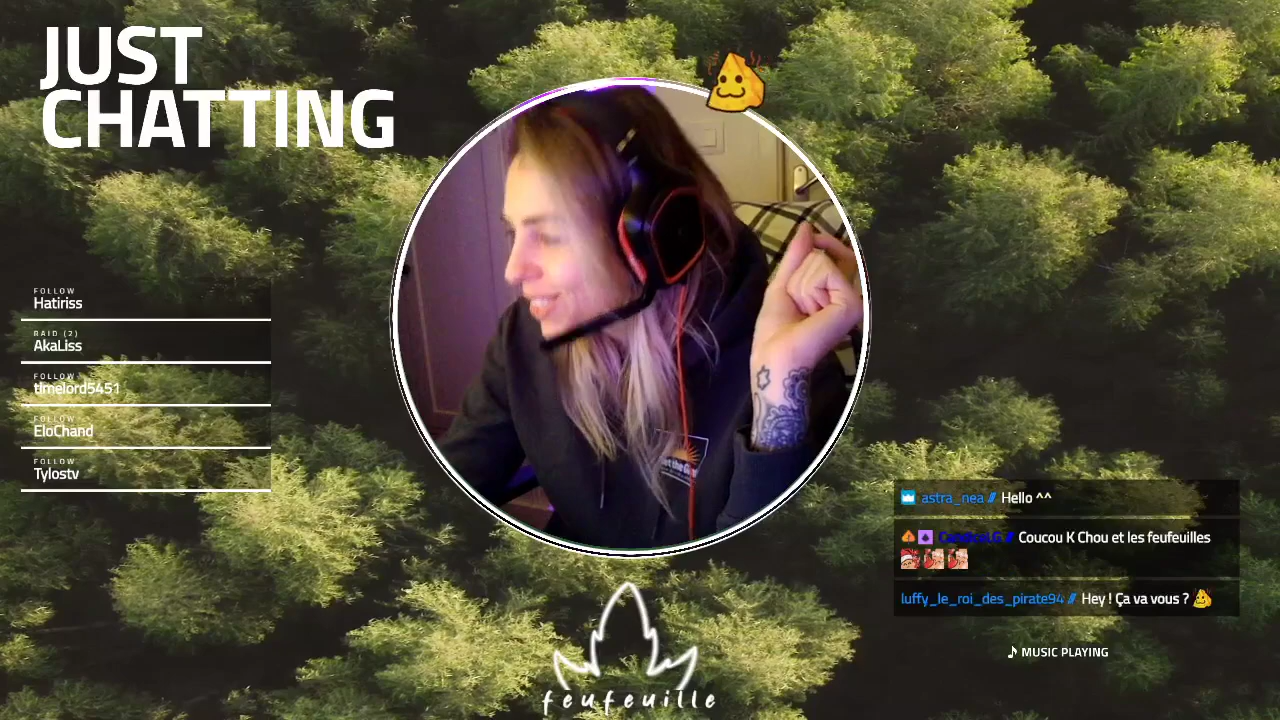 JUST
CHATTING
FOLLOW
Hatiriss
RAID (2)
AkaLiss
FOLLOW
timelord5451
FOLLOW
EloChand
FOLLOW
Tylostv
astra_nea // Hello ^^
// Coucou K Chou et les feufeuilles
luffy_le_roi_des_pirate94 // Hey ! Ça va vous ?
♪ MUSIC PLAYING
feufeuille